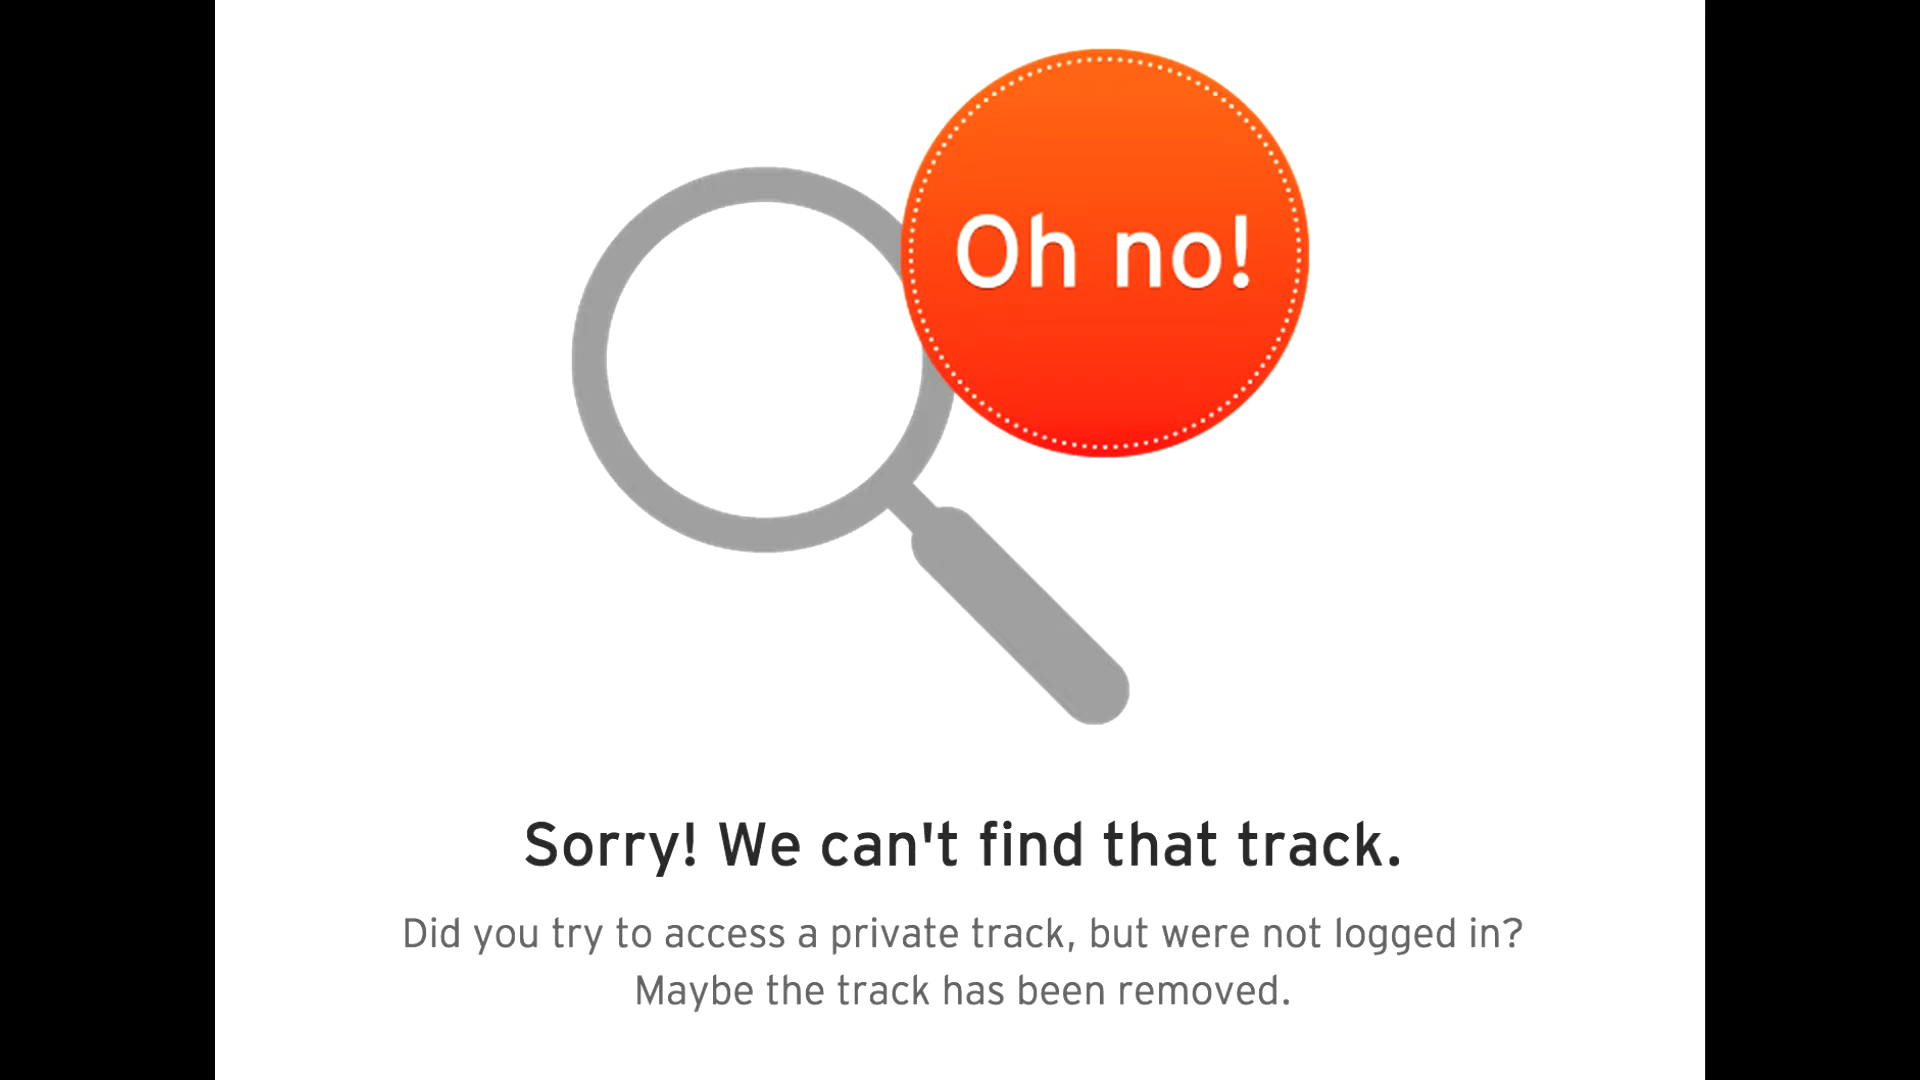 Oh no!
Sorry! We can't find that track.
Did you try to access a private track, but were not logged in?
Maybe the track has been removed.